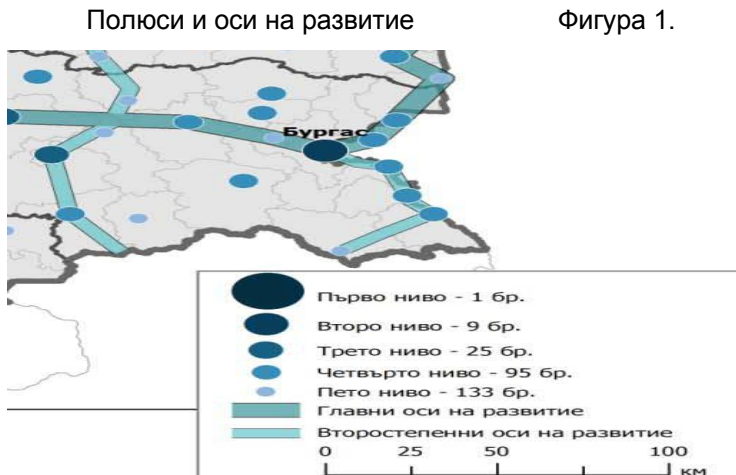 Полюси и оси на развитие Фигура 1.
Бургас
Първо ниво - 1 бр.
Второ ниво - 9 бр.
Трето ниво - 25 бр.
Четвърто ниво - 95 бр.
Пето ниво - 133 бр.
Главни оси на развитие
Второстепенни оси на развитие
0 25 50 100
км